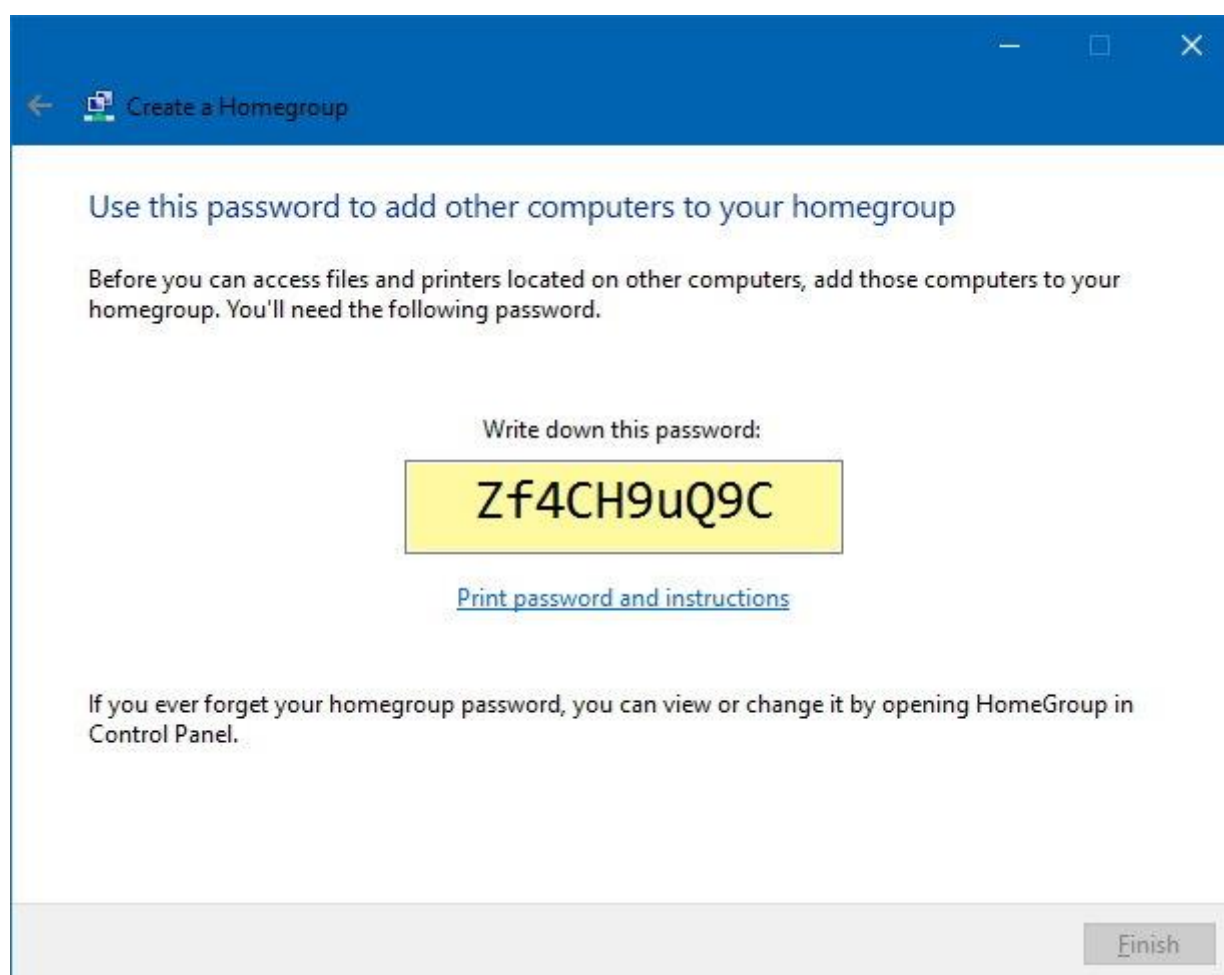 Create a Homegroup
Use this password to add other computers to your homegroup
Before you can access files and printers located on other computers, add those computers to your
homegroup. You'll need the following password.
Write down this password:
Zf4CH9uQ9C
Print password and instructions
If you ever forget your homegroup password, you can view or change it by opening HomeGroup in
Control Panel.
Finish